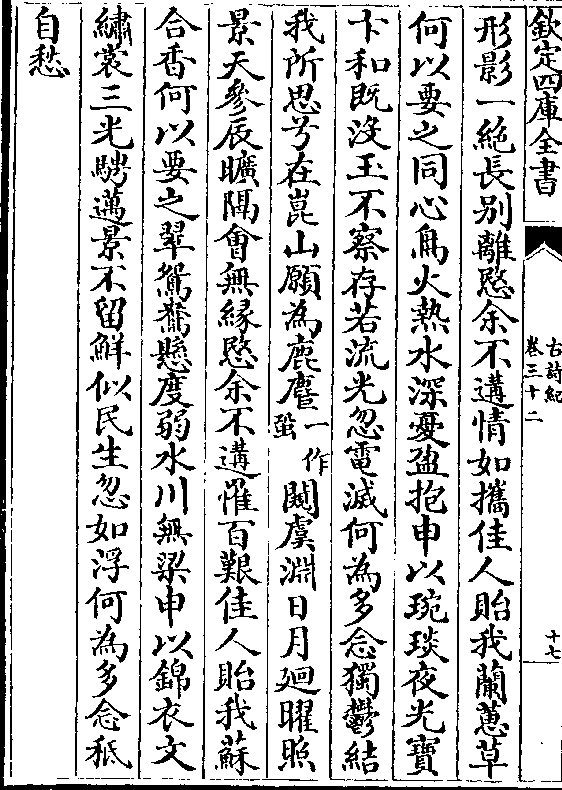 欽定四庫全書
古詩紀
卷三十二
十七
形影一絶長别離愍余不遘情如攜佳人貽我蘭蕙草
何以要之同心鳥火熱水深憂盈抱申以琬琰夜光寳
卞和既没玉不察存若流光忽電滅何為多念獨鬱結
我所思兮在崑山願為鹿麕一作蛩闚虞淵日月廻曜照
景天參辰曠隅會無緣愍余不遘罹百艱佳人貽我蘇
合香何以要之翠鴛鴦懸度弱水川無梁申以錦衣文
繡裳三光騁邁景不留鮮似民生忽如浮何為多念秪
自愁